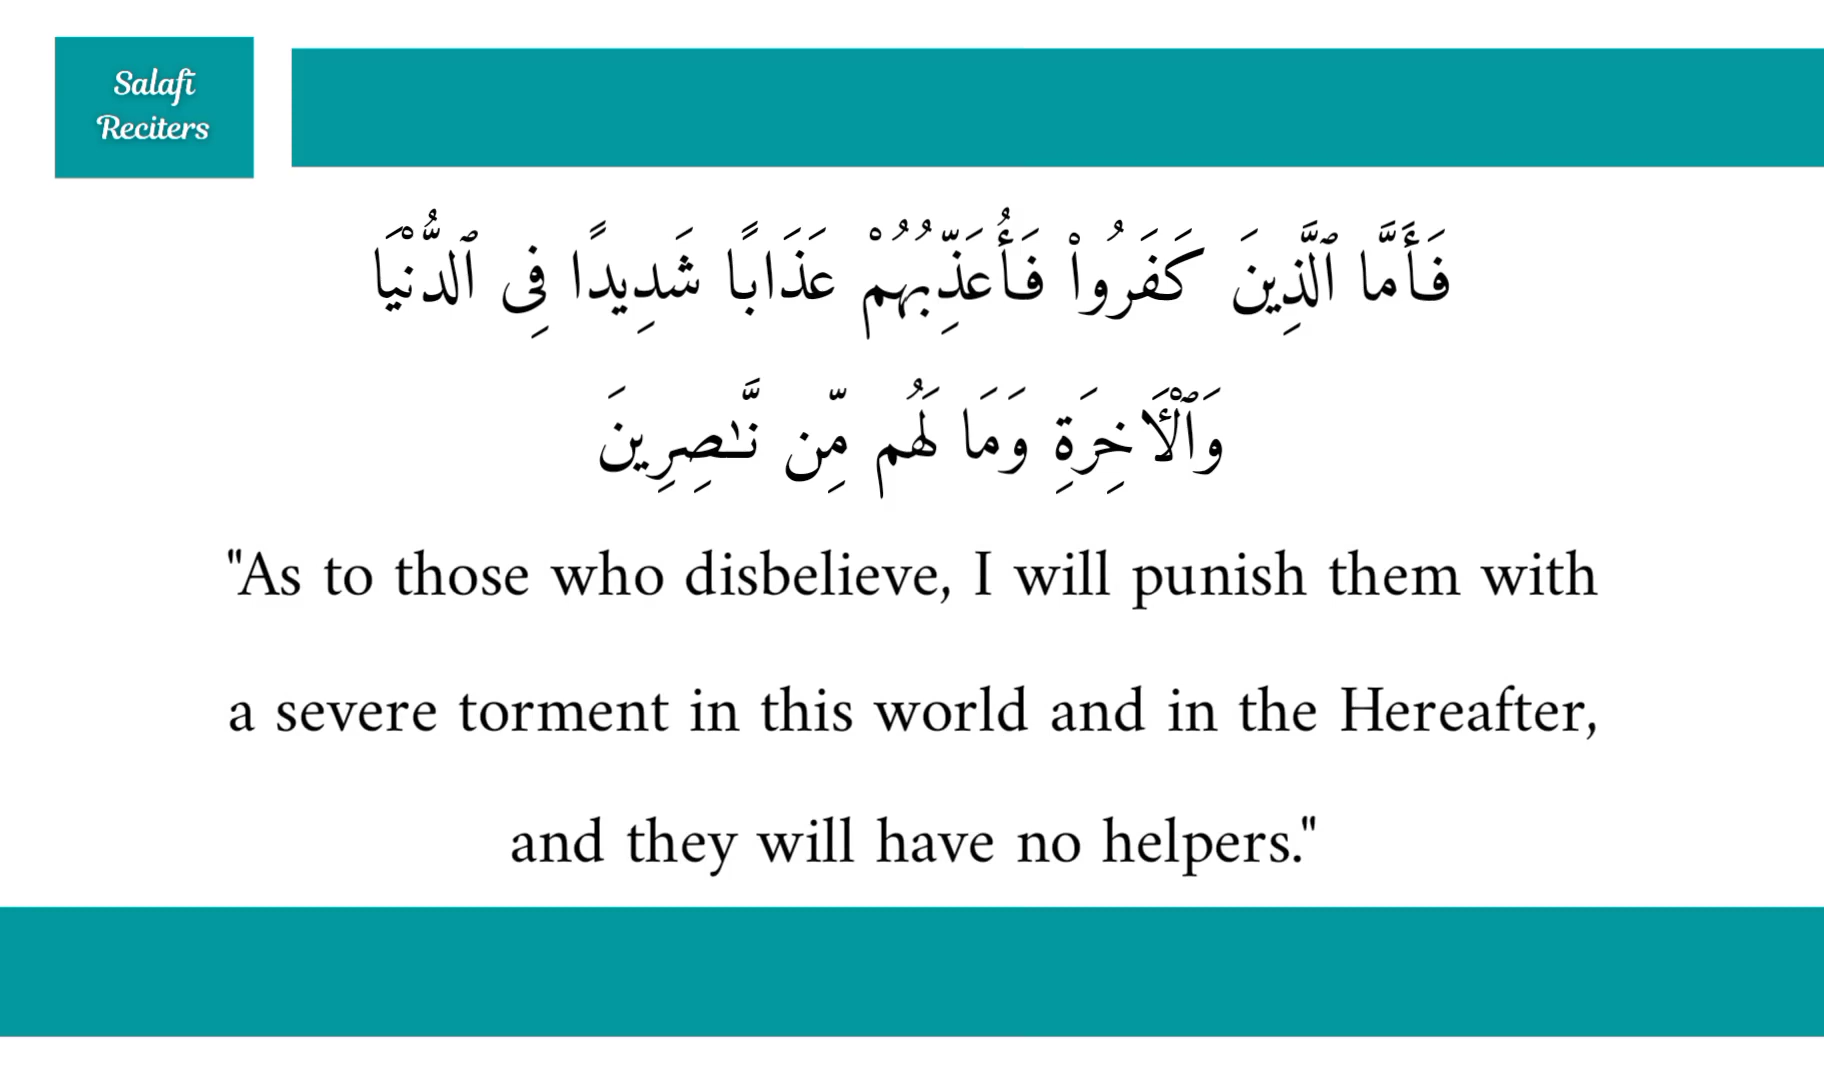 Salafi
Reciters
فَأَمَّا ٱلَّذِينَ كَفَرُوا۟ فَأُعَذِّبُهُمْ عَذَابًا شَدِيدًا فِى ٱلدُّنْيَا
وَٱلْـَٔاخِرَةِ وَمَا لَهُم مِّن نَّـٰصِرِينَ
"As to those who disbelieve, I will punish them with
a severe torment in this world and in the Hereafter,
and they will have no helpers."